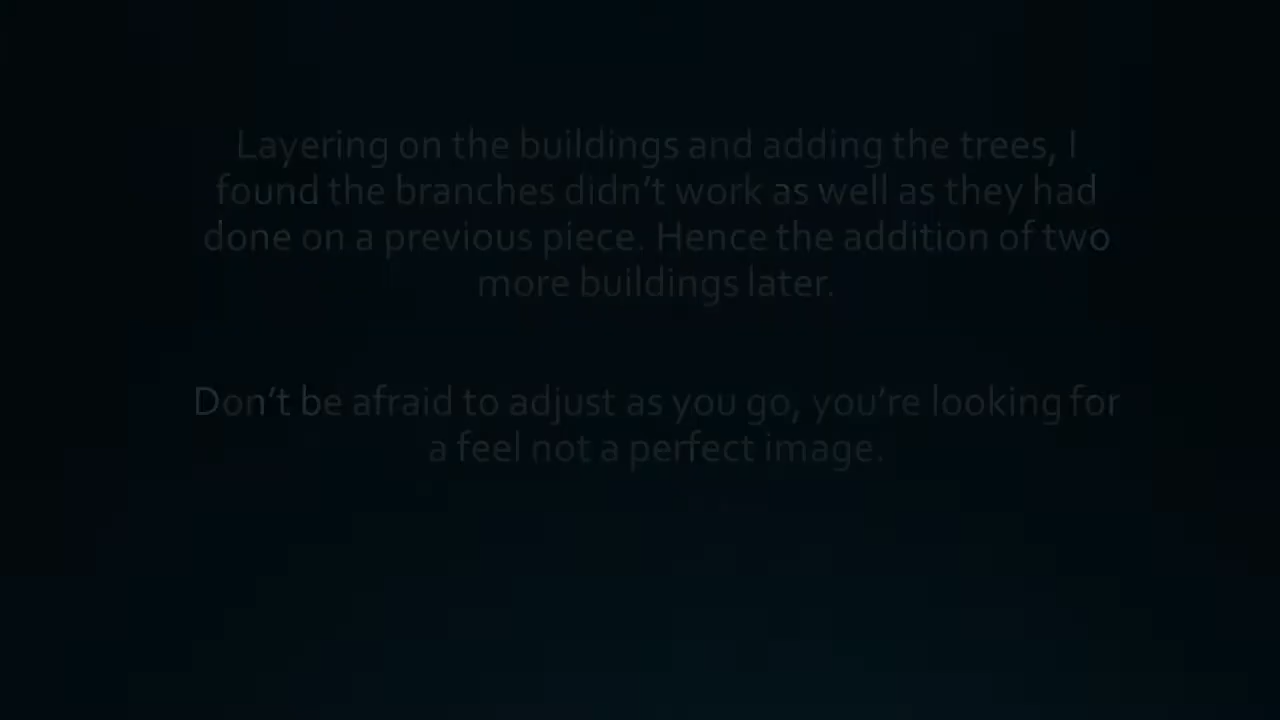 Layering on the buildings and adding the trees, I
found the branches didn’t work as well as they had
done on a previous piece. Hence the addition of two
more buildings later.
Don’t be afraid to adjust as you go, you’re looking for
a feel not a perfect image.